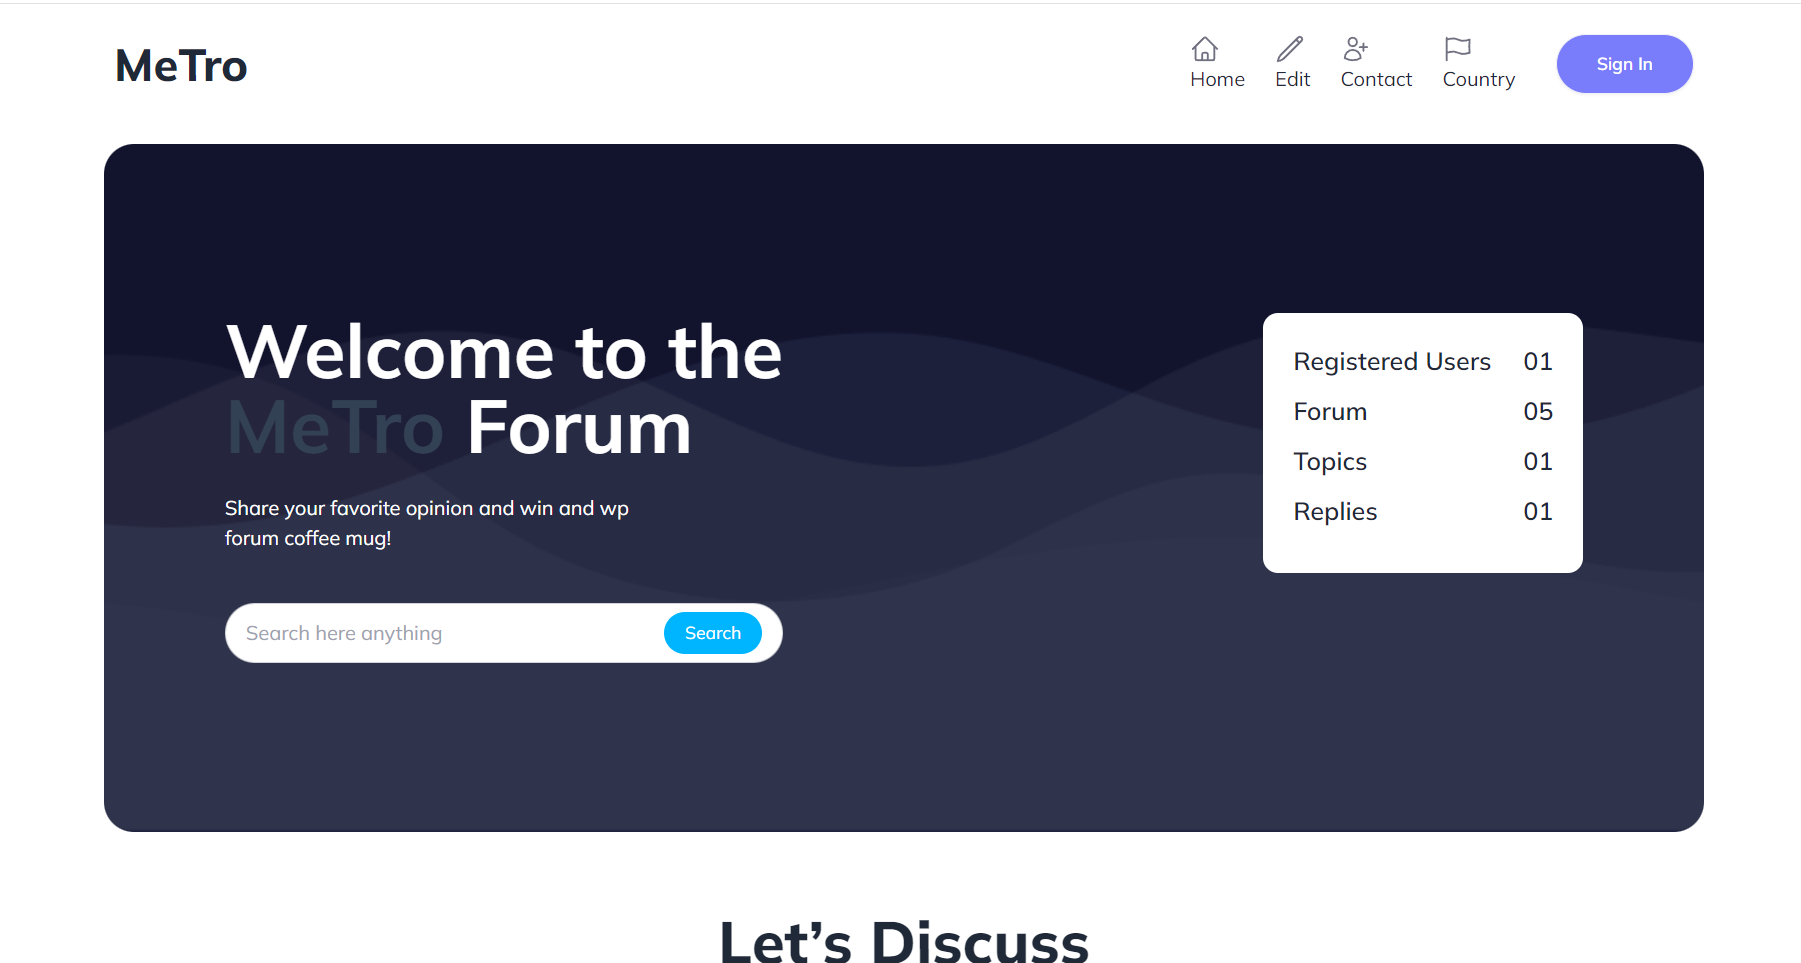 MeTro
Home
Edit
Contact
Country
Sign In
Welcome to the
MeTro Forum
Share your favorite opinion and win and wp
forum coffee mug!
Search here anything
Search
Registered Users 01
Forum 05
Topics 01
Replies 01
Let’s Discuss